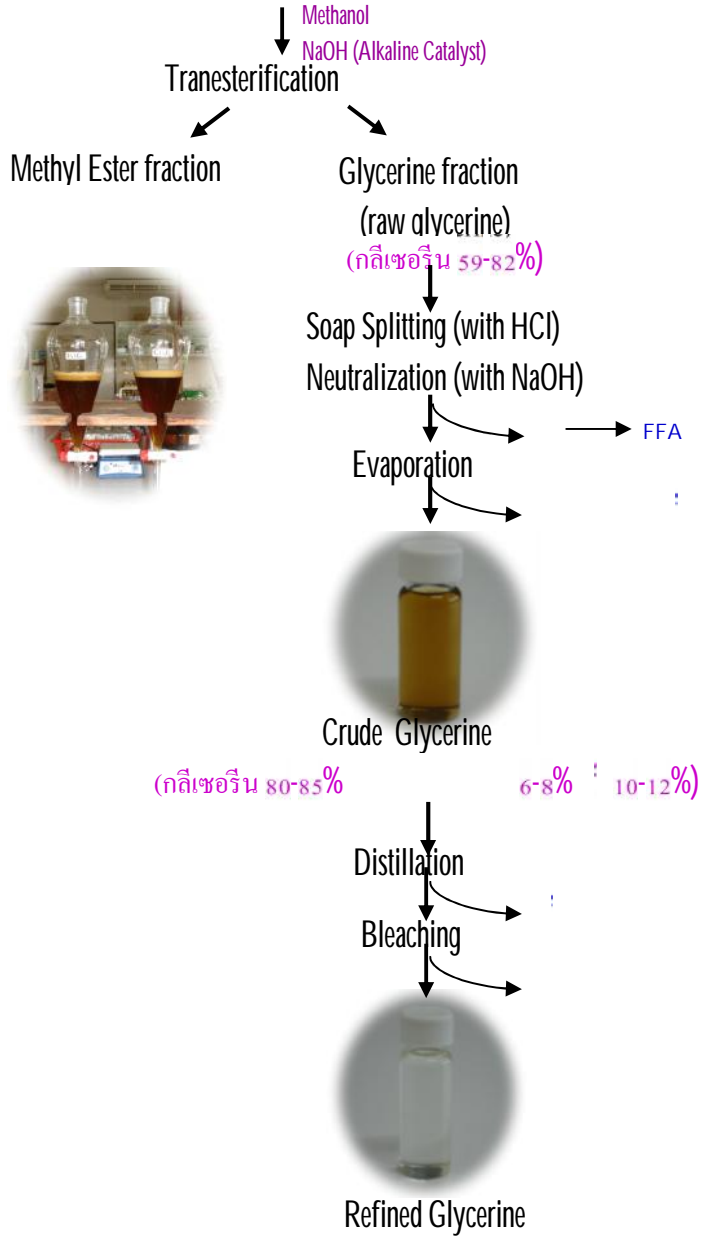 Methanol
NaOH (Alkaline Catalyst)
Tranesterification
Methyl Ester fraction
Glycerine fraction
(raw glycerine)
(กลีเซอรีน 59-82%)
Soap Splitting (with HCl)
Neutralization (with NaOH)
FFA
Evaporation
Crude Glycerine
(กลีเซอรีน 80-85% 6-8% 10-12%)
Distillation
Bleaching
Refined Glycerine